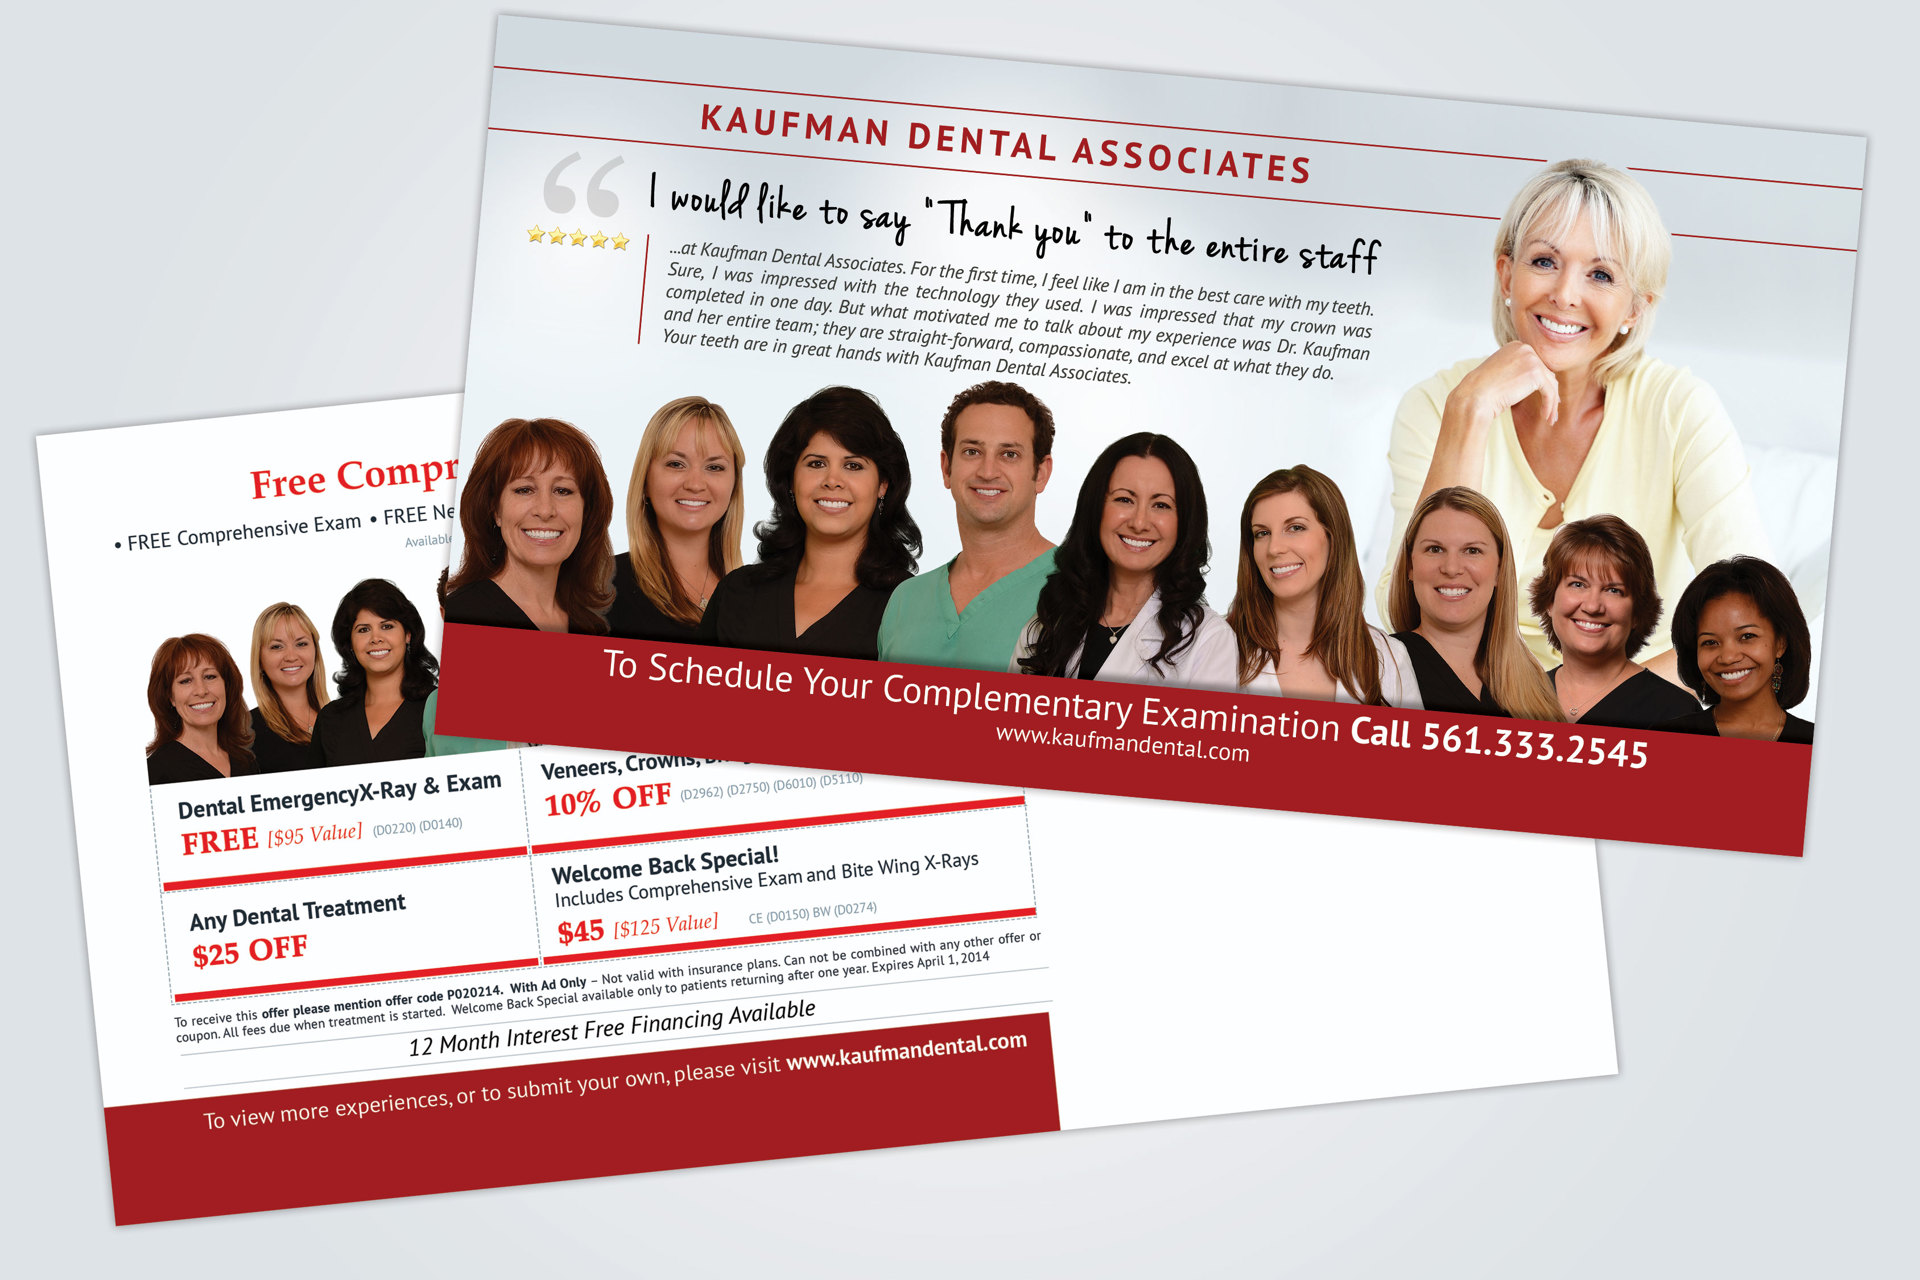 KAUFMAN DENTAL ASSOCIATES
“
I would like to say "Thank you" to the entire staff
...at Kaufman Dental Associates. For the first time, I feel like I am in the best care with my teeth.
Sure, I was impressed with the technology they used. I was impressed that my crown was
completed in one day. But what motivated me to talk about my experience was Dr. Kaufman
and her entire team; they are straight-forward, compassionate, and excel at what they do.
Your teeth are in great hands with Kaufman Dental Associates.
To Schedule Your Complementary Examination Call 561.333.2545
www.kaufmandental.com
Free
• FREE Comprehensive Exam • FREE
Dental EmergencyX-Ray & Exam
FREE [$95 Value] (D0220) (D0140)
Veneers, Crowns,
10% OFF (D2962) (D2750) (D6010) (D5110)
Any Dental Treatment
$25 OFF
Welcome Back Special!
Includes Comprehensive Exam and Bite Wing X-Rays
$45 [$125 Value] CE (D0150) BW (D0274)
To receive this offer please mention offer code P020214. With Ad Only – Not valid with insurance plans. Can not be combined with any other offer or
coupon. All fees due when treatment is started. Welcome Back Special available only to patients returning after one year. Expires April 1, 2014
12 Month Interest Free Financing Available
To view more experiences, or to submit your own, please visit www.kaufmandental.com